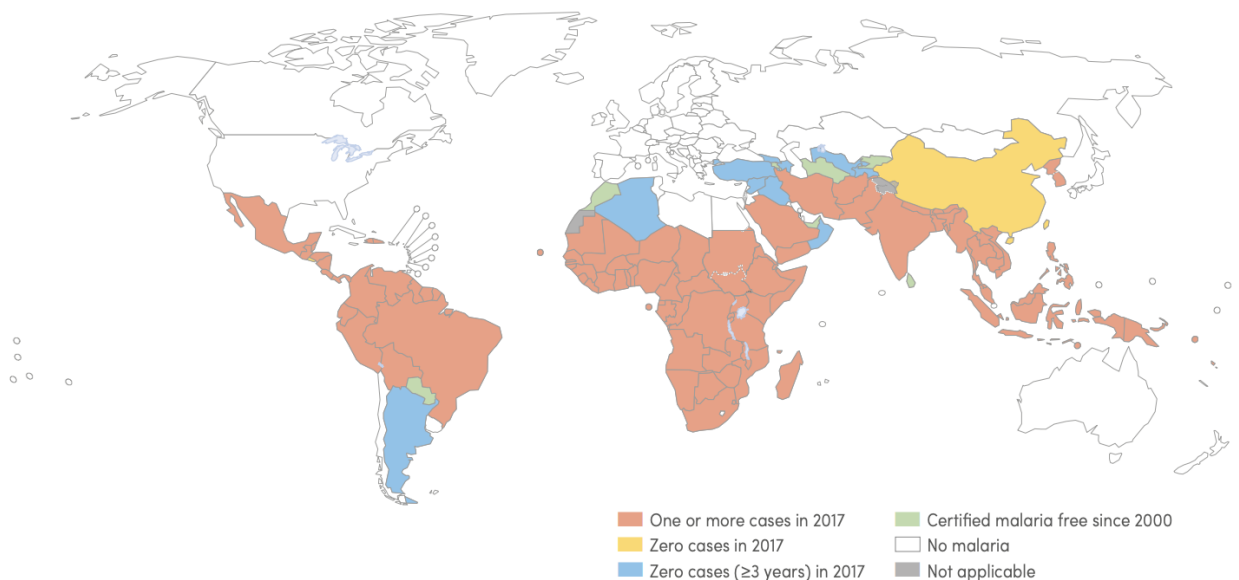 One or more cases in 2017
Zero cases in 2017
Zero cases (≥3 years) in 2017
Certified malaria free since 2000
No malaria
Not applicable